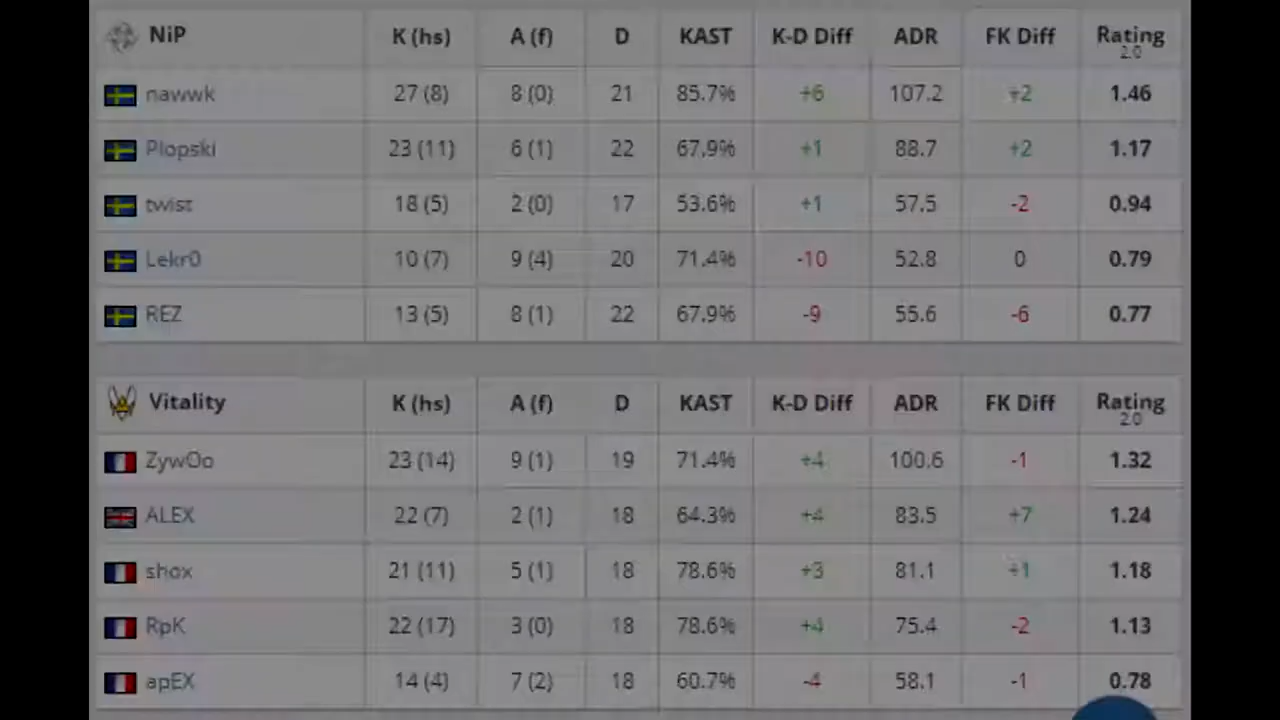 NiP K (hs) A (f) D KAST K-D Diff ADR FK Diff Rating 2.0
nawwk 27 (8) 8 (0) 21 85.7% +6 107.2 +2 1.46
Plopski 23 (11) 6 (1) 22 67.9% +1 88.7 +2 1.17
twist 18 (5) 2 (0) 17 53.6% +1 57.5 -2 0.94
Lekr0 10 (7) 9 (4) 20 71.4% -10 52.8 0 0.79
REZ 13 (5) 8 (1) 22 67.9% -9 55.6 -6 0.77
Vitality K (hs) A (f) D KAST K-D Diff ADR FK Diff Rating 2.0
ZywOo 23 (14) 9 (1) 19 71.4% +4 100.6 -1 1.32
ALEX 22 (7) 2 (1) 18 64.3% +4 83.5 +7 1.24
shox 21 (11) 5 (1) 18 78.6% +3 81.1 +1 1.18
RpK 22 (17) 3 (0) 18 78.6% +4 75.4 -2 1.13
apEX 14 (4) 7 (2) 18 60.7% -4 58.1 -1 0.78